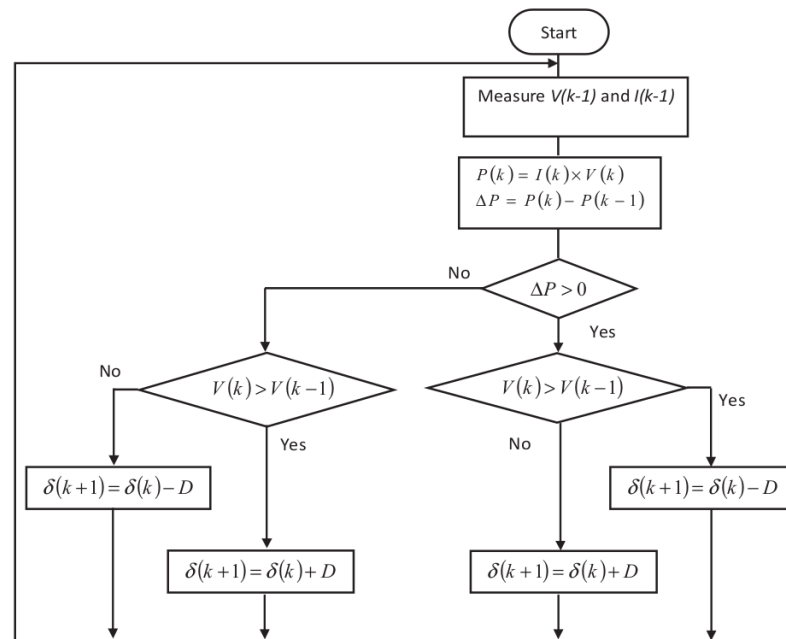 Start
Measure V(k-1) and I(k-1)
P(k) = I(k) × V(k)
ΔP = P(k) − P(k − 1)
No
ΔP > 0
Yes
No
V(k) > V(k − 1)
V(k) > V(k − 1)
Yes
Yes
No
δ(k + 1) = δ(k) − D
δ(k + 1) = δ(k) − D
δ(k + 1) = δ(k) + D
δ(k + 1) = δ(k) + D